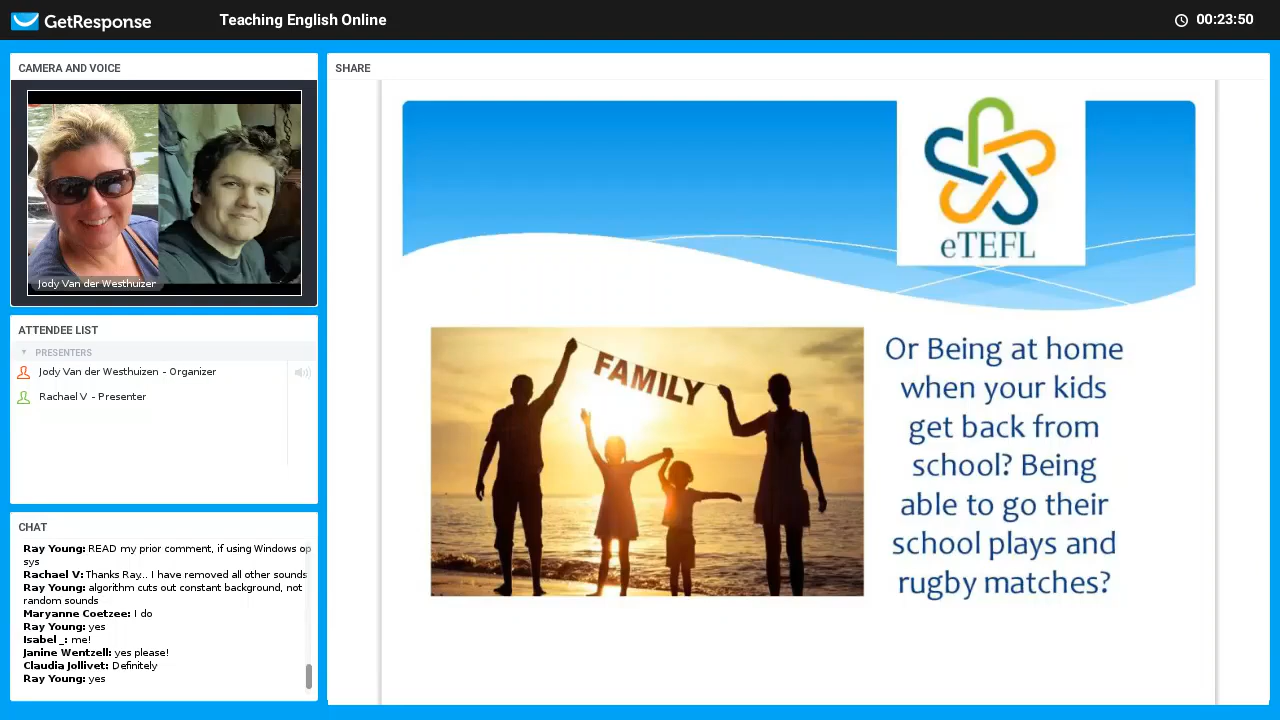 GetResponse
Teaching English Online
00:23:50
CAMERA AND VOICE
Jody Van der Westhuizer
ATTENDEE LIST
PRESENTERS
Jody Van der Westhuizen - Organizer
Rachael V - Presenter
CHAT
Ray Young: READ my prior comment, if using Windows op
sys
Rachael V: Thanks Ray... I have removed all other sounds
Ray Young: algorithm cuts out constant background, not
random sounds
Maryanne Coetzee: I do
Ray Young: yes
Isabel _: me!
Janine Wentzell: yes please!
Claudia Jollivet: Definitely
Ray Young: yes
SHARE
eTEFL
FAMILY
Or Being at home
when your kids
get back from
school? Being
able to go their
school plays and
rugby matches?